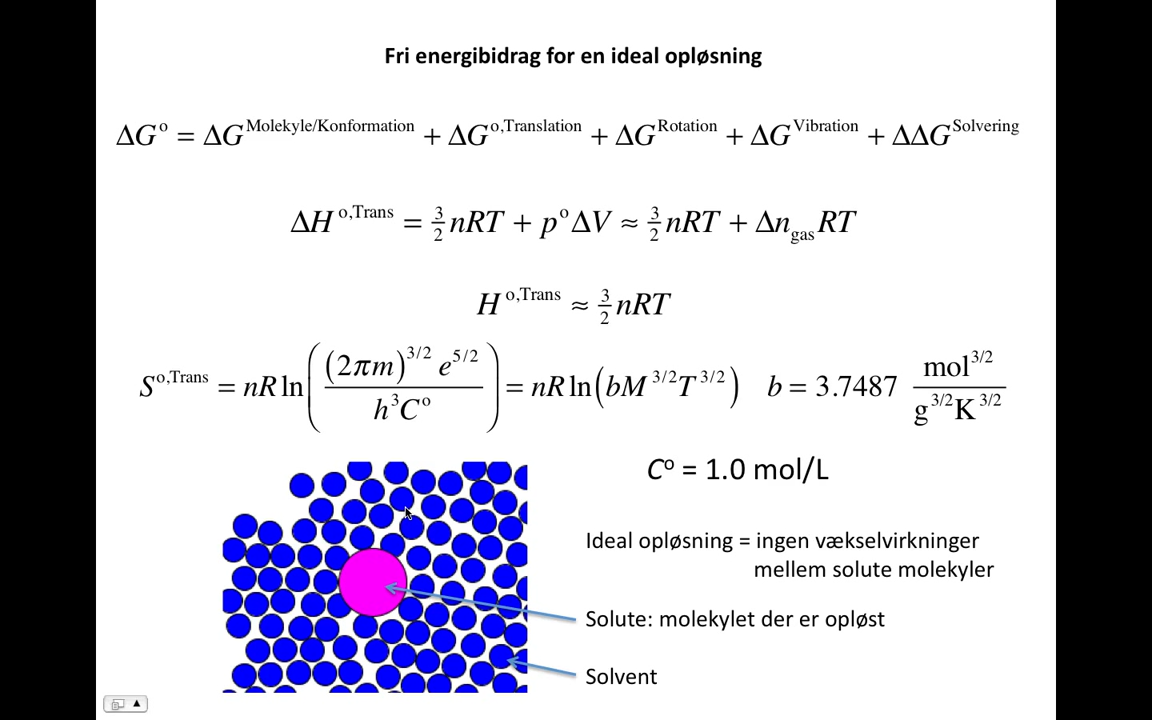 Fri energibidrag for en ideal opløsning
ΔG° = ΔG^Molekyle/Konformation + ΔG^o,Translation + ΔG^Rotation + ΔG^Vibration + ΔΔG^Solvering
ΔH^o,Trans = 3/2 nRT + p°ΔV ≈ 3/2 nRT + Δn_gas RT
H^o,Trans ≈ 3/2 nRT
S^o,Trans = nR ln((2πm)^3/2 e^5/2 / h^3 C°) = nR ln(bM^3/2 T^3/2) b = 3.7487 mol^3/2 / g^3/2 K^3/2
C° = 1.0 mol/L
Ideal opløsning = ingen vækselvirkninger
mellem solute molekyler
Solute: molekylet der er opløst
Solvent